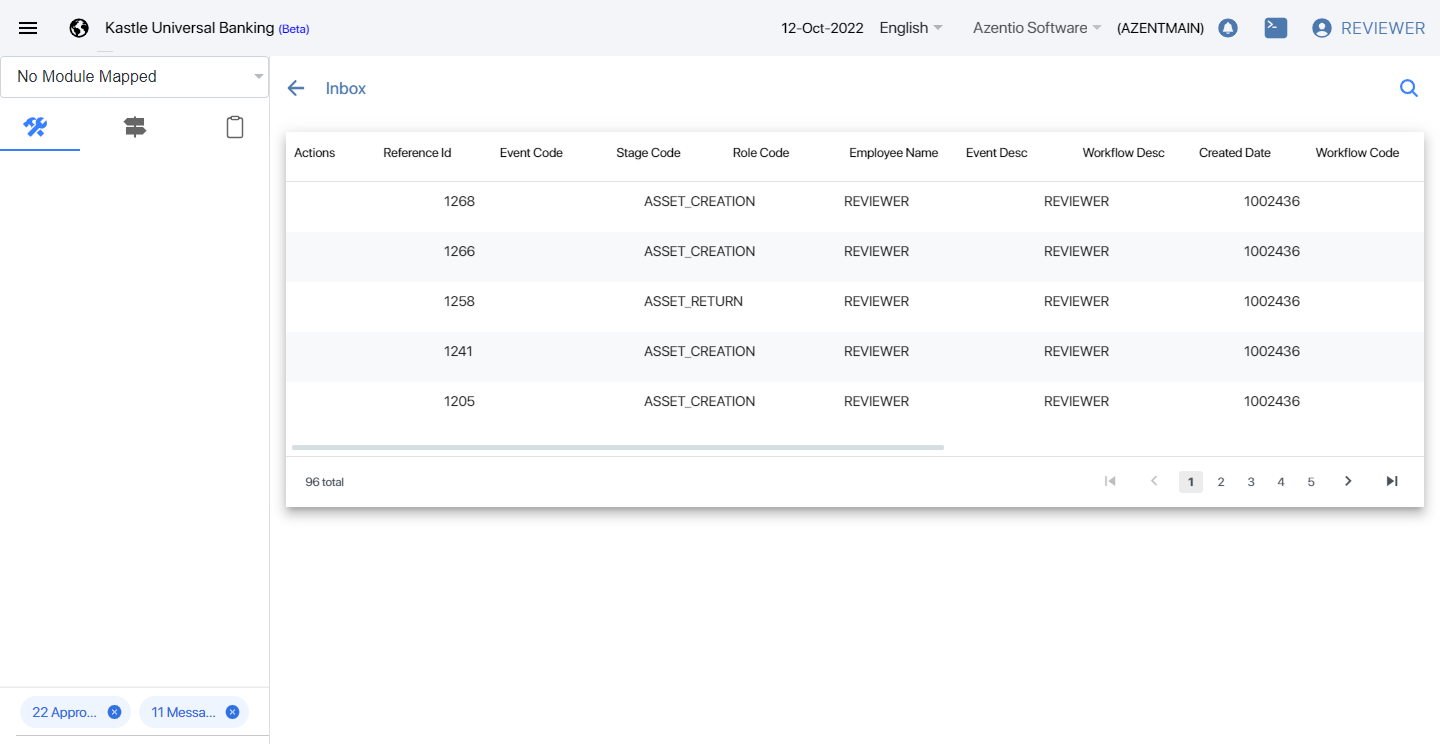 Kastle Universal Banking (Beta) 12-Oct-2022 English Azentio Software (AZENTMAIN) REVIEWER
No Module Mapped
Inbox
Actions Reference Id Event Code Stage Code Role Code Employee Name Event Desc Workflow Desc Created Date Workflow Code
1268 ASSET_CREATION REVIEWER REVIEWER 1002436
1266 ASSET_CREATION REVIEWER REVIEWER 1002436
1258 ASSET_RETURN REVIEWER REVIEWER 1002436
1241 ASSET_CREATION REVIEWER REVIEWER 1002436
1205 ASSET_CREATION REVIEWER REVIEWER 1002436
96 total 1 2 3 4 5
22 Appro... 11 Messa...